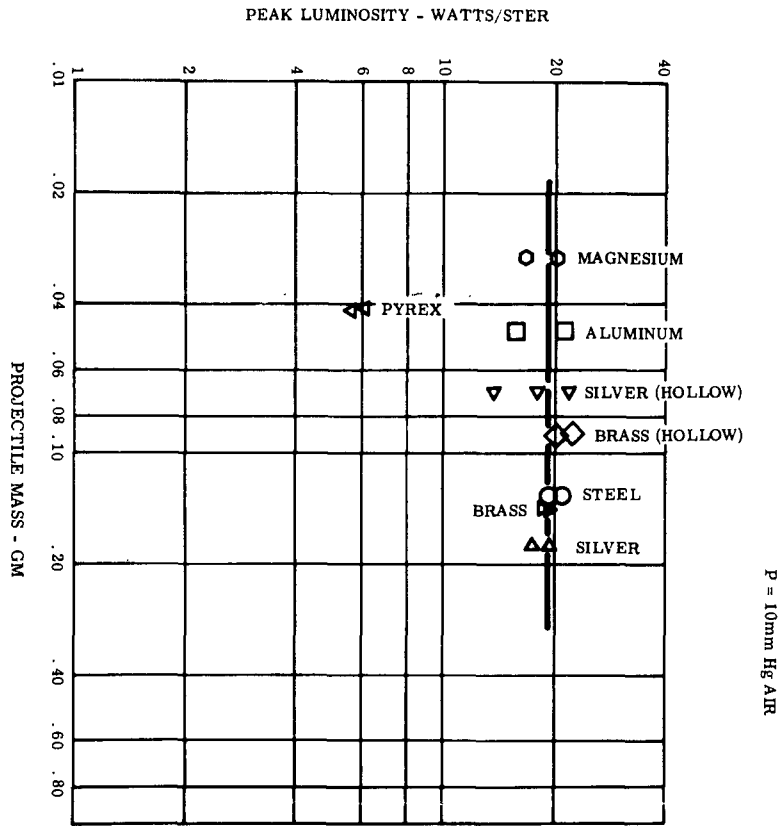 PEAK LUMINOSITY - WATTS/STER
1 2 4 6 8 10 20 40
.01
.02
.04
.06
.08
.10
.20
.40
.60
.80
MAGNESIUM
PYREX
ALUMINUM
SILVER (HOLLOW)
BRASS (HOLLOW)
STEEL
BRASS
SILVER
PROJECTILE MASS - GM
P = 10mm Hg AIR